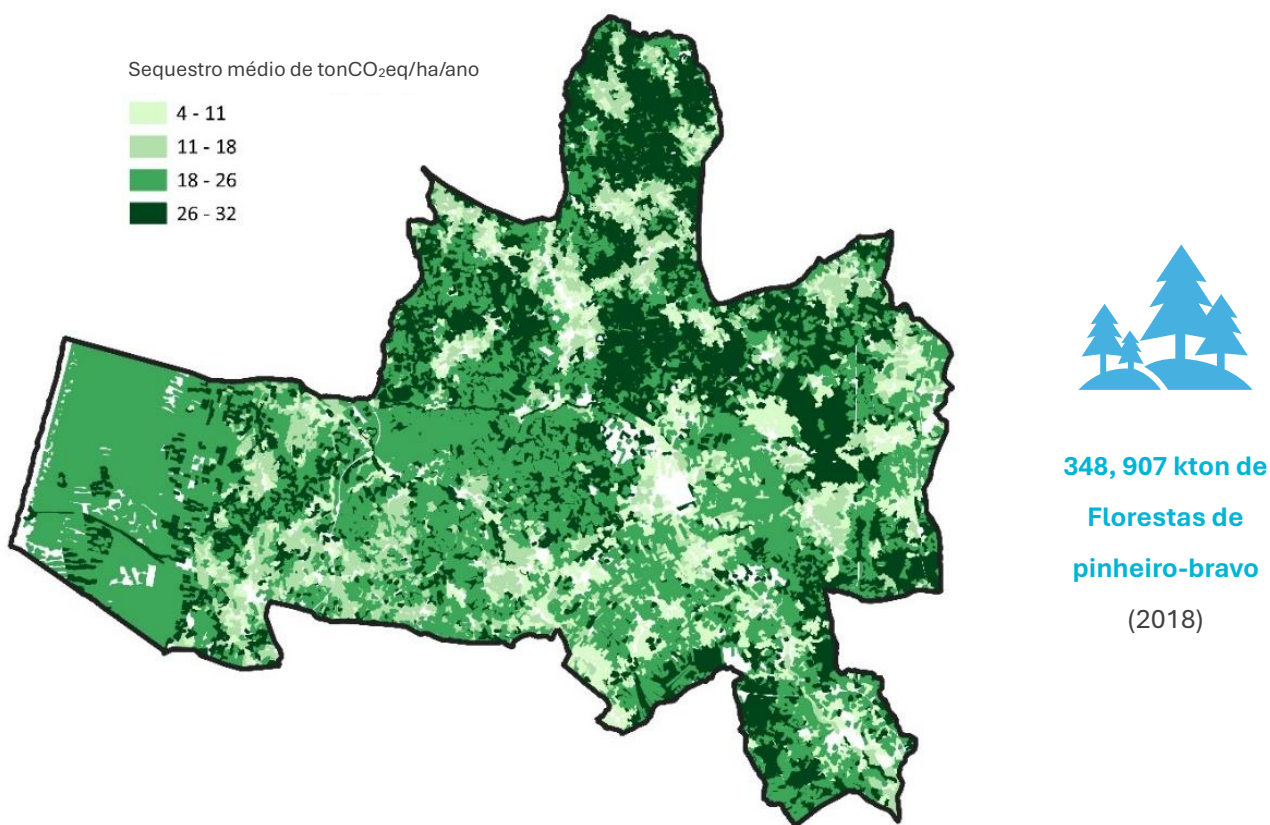 Sequestro médio de tonCO₂eq/ha/ano
4 - 11
11 - 18
18 - 26
26 - 32
348, 907 kton de
Florestas de
pinheiro-bravo
(2018)